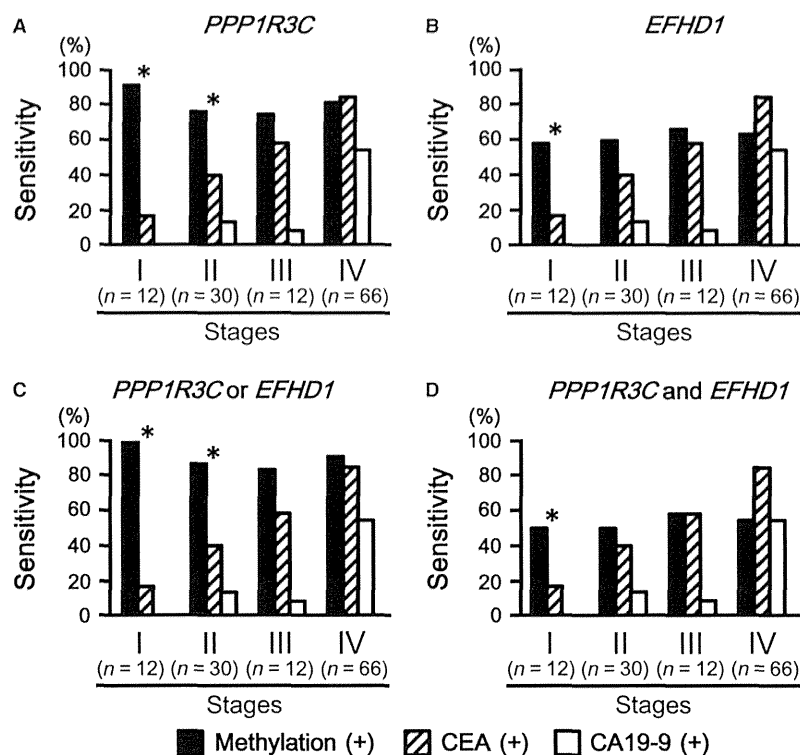 A PPP1R3C
(%)
100
80
60
40
20
0
Sensitivity
*
*
I II III IV
(n = 12) (n = 30) (n = 12) (n = 66)
Stages
B EFHD1
(%)
100
80
60
40
20
0
Sensitivity
*
I II III IV
(n = 12) (n = 30) (n = 12) (n = 66)
Stages
C PPP1R3C or EFHD1
(%)
100
80
60
40
20
0
Sensitivity
*
*
I II III IV
(n = 12) (n = 30) (n = 12) (n = 66)
Stages
D PPP1R3C and EFHD1
(%)
100
80
60
40
20
0
Sensitivity
*
I II III IV
(n = 12) (n = 30) (n = 12) (n = 66)
Stages
Methylation (+) CEA (+) CA19-9 (+)